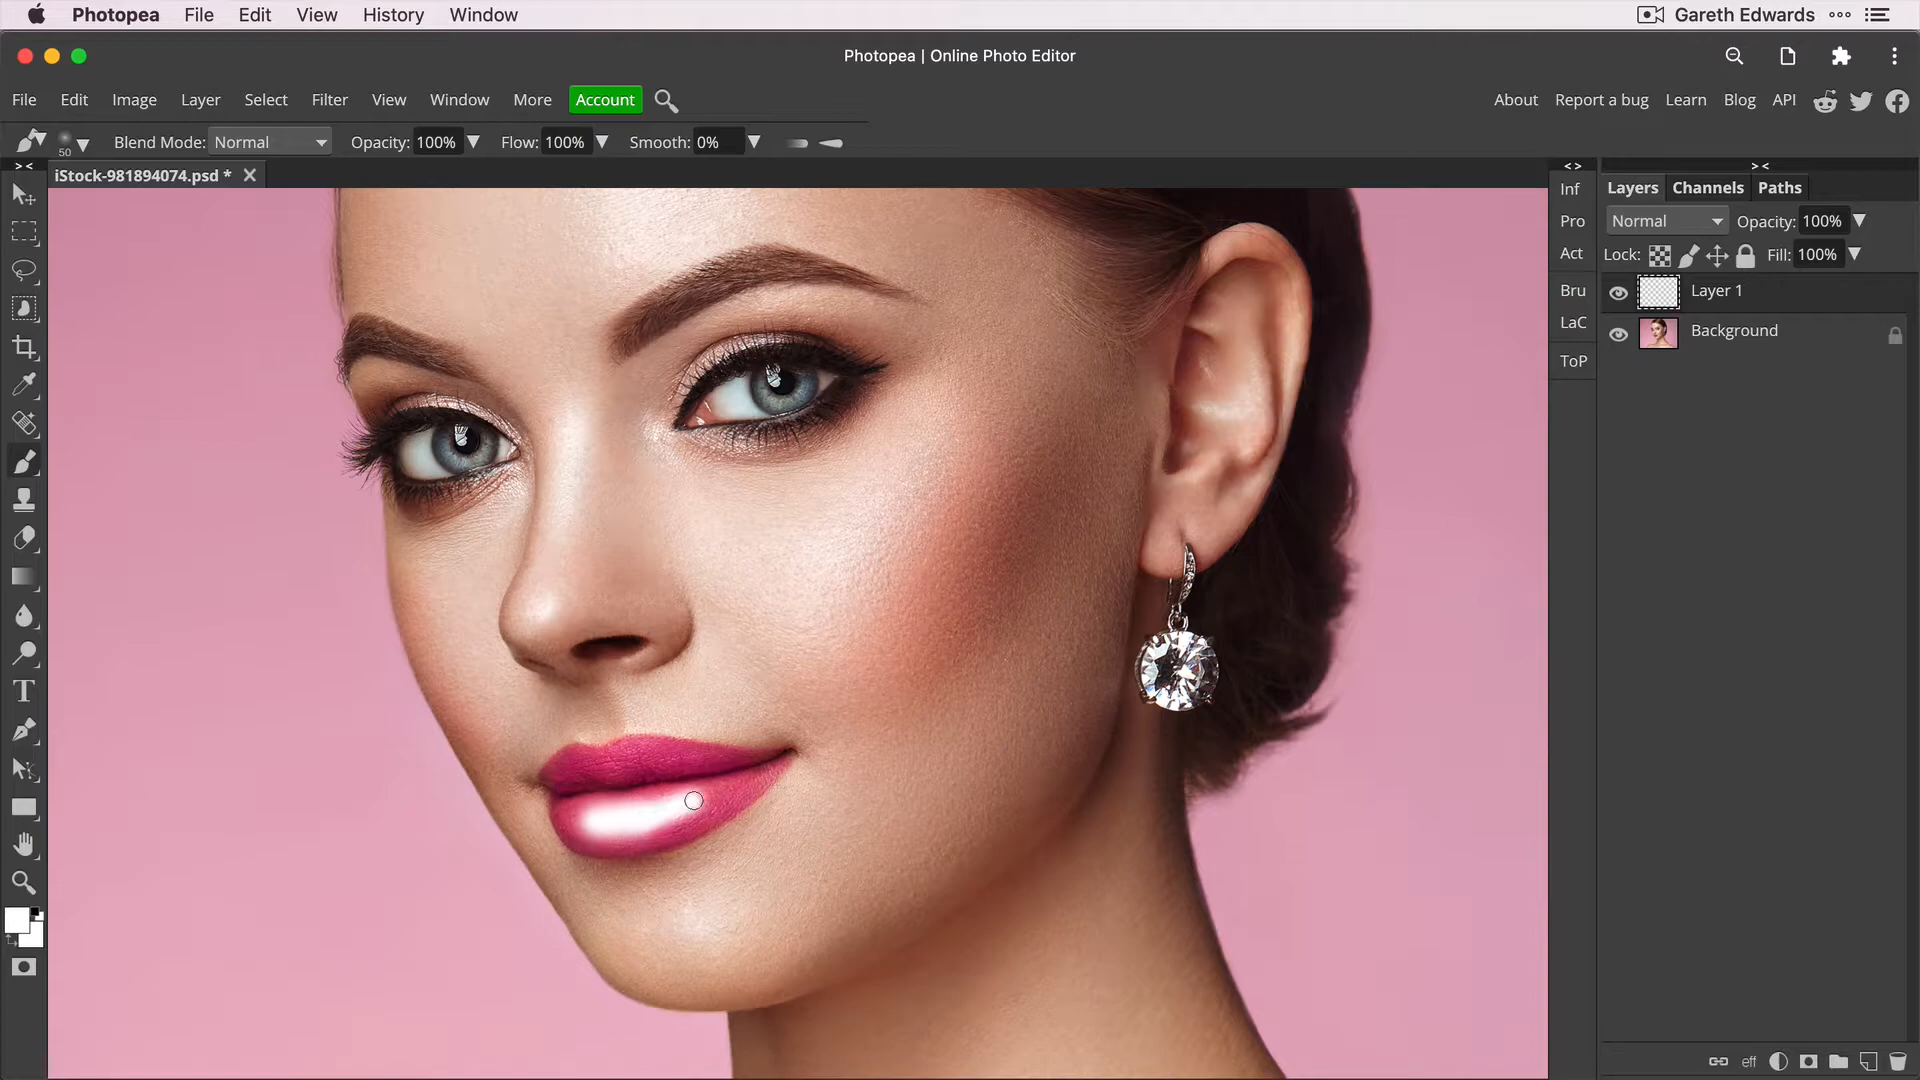 Photopea File Edit View History Window Gareth Edwards
Photopea | Online Photo Editor
File Edit Image Layer Select Filter View Window More Account About Report a bug Learn Blog API
50 Blend Mode: Normal Opacity: 100% Flow: 100% Smooth: 0%
iStock-981894074.psd *
Inf
Pro
Act
Bru
LaC
ToP
Layers Channels Paths
Normal Opacity: 100%
Lock: Fill: 100%
Layer 1
Background
T
eff